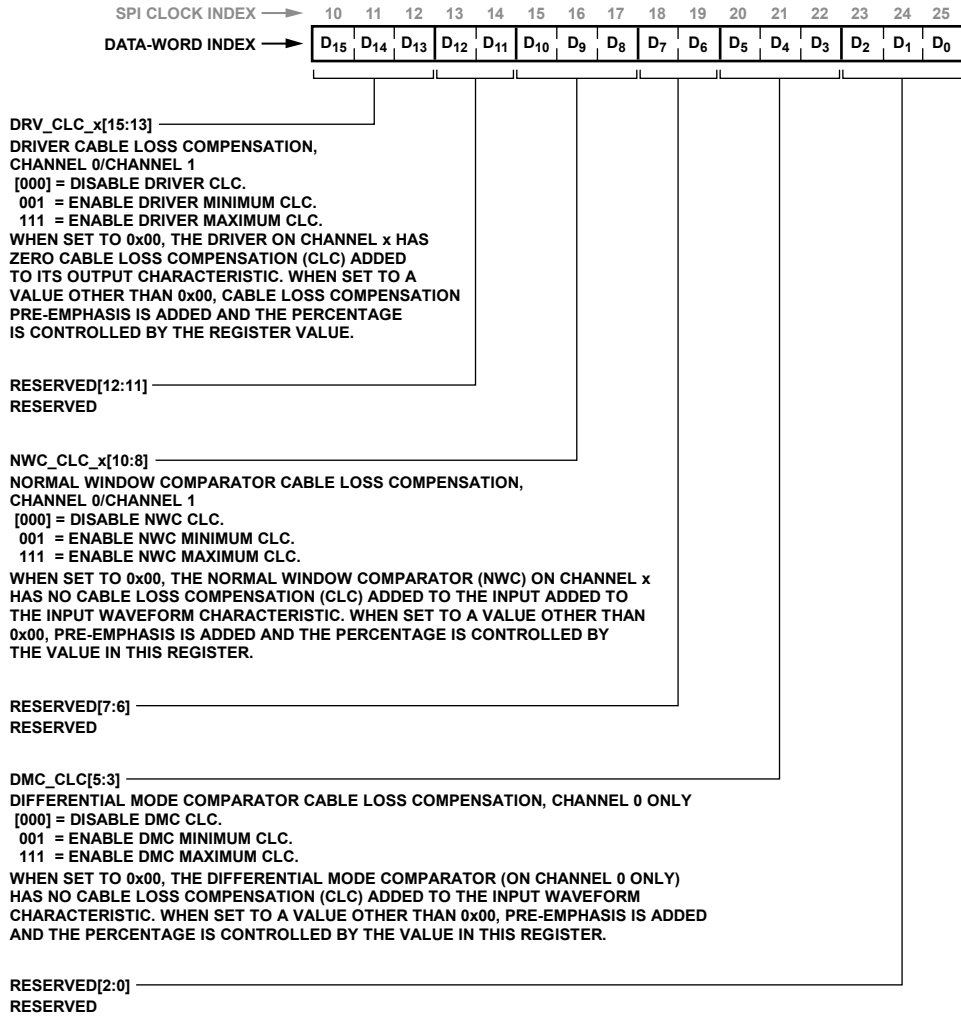 SPI CLOCK INDEX 10 11 12 13 14 15 16 17 18 19 20 21 22 23 24 25
DATA-WORD INDEX D15 D14 D13 D12 D11 D10 D9 D8 D7 D6 D5 D4 D3 D2 D1 D0
DRV_CLC_x[15:13]
DRIVER CABLE LOSS COMPENSATION,
CHANNEL 0/CHANNEL 1
[000] = DISABLE DRIVER CLC.
001 = ENABLE DRIVER MINIMUM CLC.
111 = ENABLE DRIVER MAXIMUM CLC.
WHEN SET TO 0x00, THE DRIVER ON CHANNEL x HAS
ZERO CABLE LOSS COMPENSATION (CLC) ADDED
TO ITS OUTPUT CHARACTERISTIC. WHEN SET TO A
VALUE OTHER THAN 0x00, CABLE LOSS COMPENSATION
PRE-EMPHASIS IS ADDED AND THE PERCENTAGE
IS CONTROLLED BY THE REGISTER VALUE.
RESERVED[12:11]
RESERVED
NWC_CLC_x[10:8]
NORMAL WINDOW COMPARATOR CABLE LOSS COMPENSATION,
CHANNEL 0/CHANNEL 1
[000] = DISABLE NWC CLC.
001 = ENABLE NWC MINIMUM CLC.
111 = ENABLE NWC MAXIMUM CLC.
WHEN SET TO 0x00, THE NORMAL WINDOW COMPARATOR (NWC) ON CHANNEL x
HAS NO CABLE LOSS COMPENSATION (CLC) ADDED TO THE INPUT ADDED TO
THE INPUT WAVEFORM CHARACTERISTIC. WHEN SET TO A VALUE OTHER THAN
0x00, PRE-EMPHASIS IS ADDED AND THE PERCENTAGE IS CONTROLLED BY
THE VALUE IN THIS REGISTER.
RESERVED[7:6]
RESERVED
DMC_CLC[5:3]
DIFFERENTIAL MODE COMPARATOR CABLE LOSS COMPENSATION, CHANNEL 0 ONLY
[000] = DISABLE DMC CLC.
001 = ENABLE DMC MINIMUM CLC.
111 = ENABLE DMC MAXIMUM CLC.
WHEN SET TO 0x00, THE DIFFERENTIAL MODE COMPARATOR (ON CHANNEL 0 ONLY)
HAS NO CABLE LOSS COMPENSATION (CLC) ADDED TO THE INPUT WAVEFORM
CHARACTERISTIC. WHEN SET TO A VALUE OTHER THAN 0x00, PRE-EMPHASIS IS ADDED
AND THE PERCENTAGE IS CONTROLLED BY THE VALUE IN THIS REGISTER.
RESERVED[2:0]
RESERVED